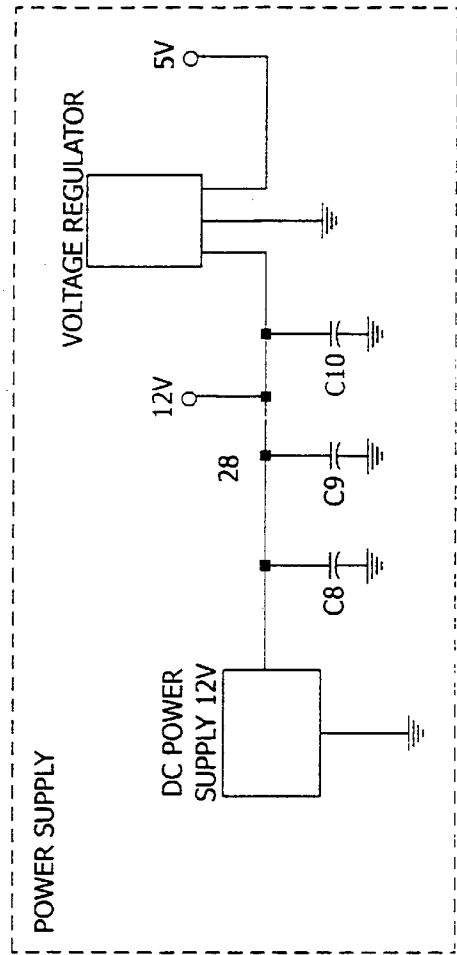 POWER SUPPLY
DC POWER
SUPPLY 12V
C8
C9
28
12V
C10
VOLTAGE REGULATOR
5V